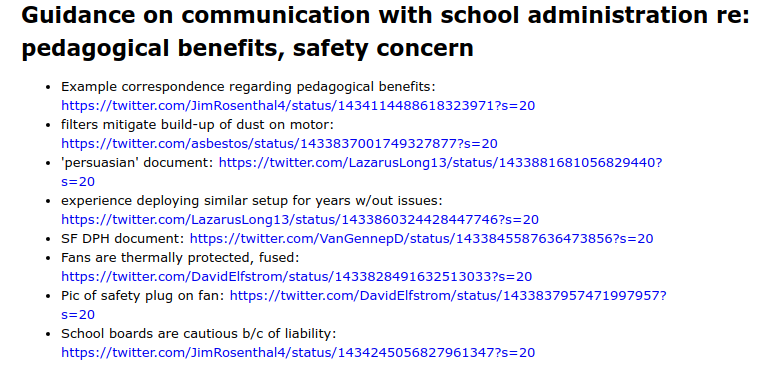 Guidance on communication with school administration re:
pedagogical benefits, safety concern
• Example correspondence regarding pedagogical benefits:
https://twitter.com/JimRosenthal4/status/1434114488618323971?s=20
• filters mitigate build-up of dust on motor:
https://twitter.com/asbestos/status/1433837001749327877?s=20
• 'persuasian' document: https://twitter.com/LazarusLong13/status/1433881681056829440?
s=20
• experience deploying similar setup for years w/out issues:
https://twitter.com/LazarusLong13/status/1433860324428447746?s=20
• SF DPH document: https://twitter.com/VanGennepD/status/1433845587636473856?s=20
• Fans are thermally protected, fused:
https://twitter.com/DavidElfstrom/status/1433828491632513033?s=20
• Pic of safety plug on fan: https://twitter.com/DavidElfstrom/status/1433837957471997957?
s=20
• School boards are cautious b/c of liability:
https://twitter.com/JimRosenthal4/status/1434245056827961347?s=20